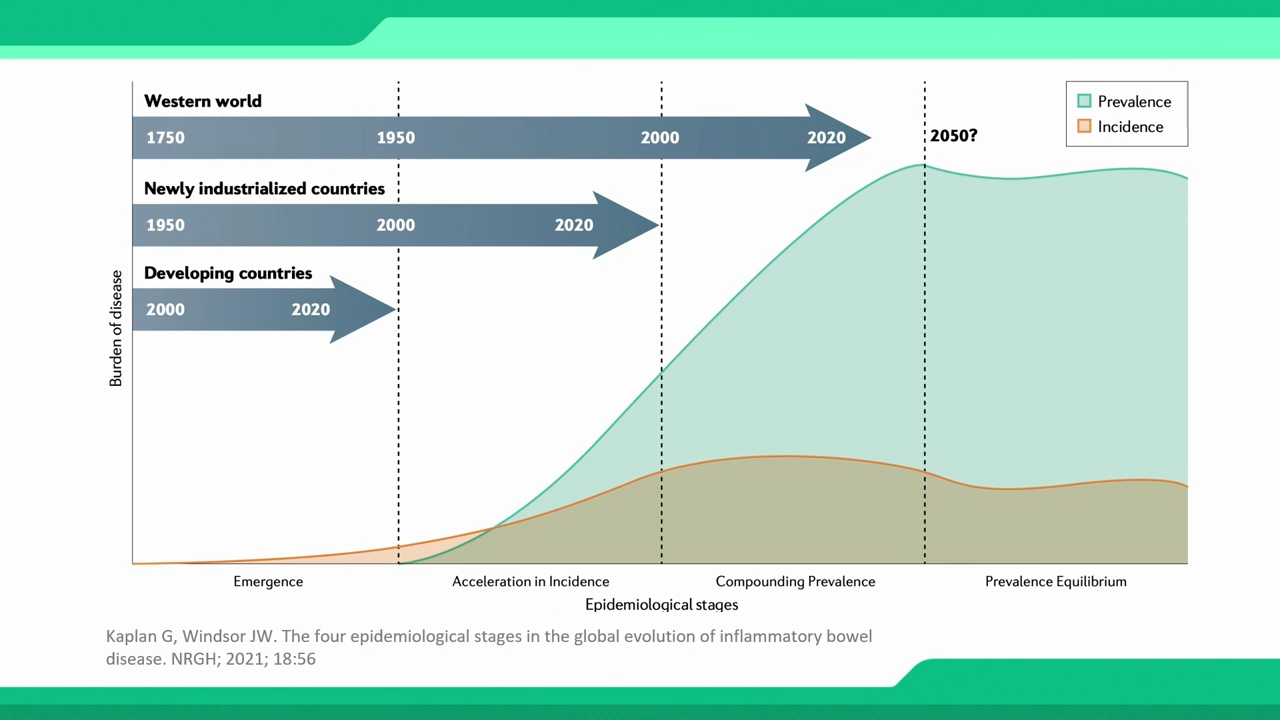 Western world
1750 1950 2000 2020
2050?
Prevalence
Incidence
Newly industrialized countries
1950 2000 2020
Developing countries
2000 2020
Burden of disease
Emergence Acceleration in Incidence Compounding Prevalence Prevalence Equilibrium
Epidemiological stages
Kaplan G, Windsor JW. The four epidemiological stages in the global evolution of inflammatory bowel
disease. NRGH; 2021; 18:56